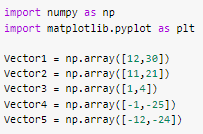 import numpy as np
import matplotlib.pyplot as plt
Vector1 = np.array([12,30])
Vector2 = np.array([11,21])
Vector3 = np.array([1,4])
Vector4 = np.array([-1,-25])
Vector5 = np.array([-12,-24])